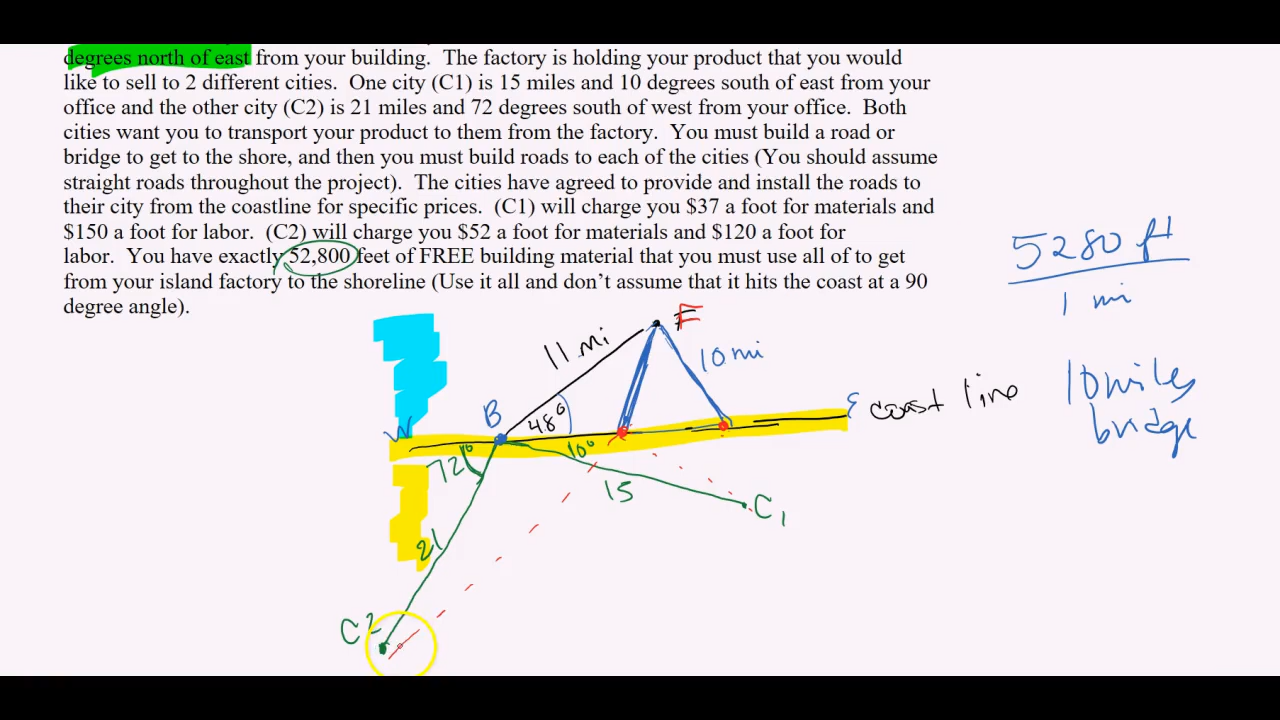 degrees north of east from your building.  The factory is holding your product that you would
like to sell to 2 different cities.  One city (C1) is 15 miles and 10 degrees south of east from your
office and the other city (C2) is 21 miles and 72 degrees south of west from your office.  Both
cities want you to transport your product to them from the factory.  You must build a road or
bridge to get to the shore, and then you must build roads to each of the cities (You should assume
straight roads throughout the project).  The cities have agreed to provide and install the roads to
their city from the coastline for specific prices.  (C1) will charge you $37 a foot for materials and
$150 a foot for labor.  (C2) will charge you $52 a foot for materials and $120 a foot for
labor.  You have exactly 52,800 feet of FREE building material that you must use all of to get
from your island factory to the shoreline (Use it all and don’t assume that it hits the coast at a 90
degree angle).
5280 ft
1 mi
F
11 mi
10mi
10miles
bridge
W
B
48°
E
coast line
72°
10°
15
C1
21
C2